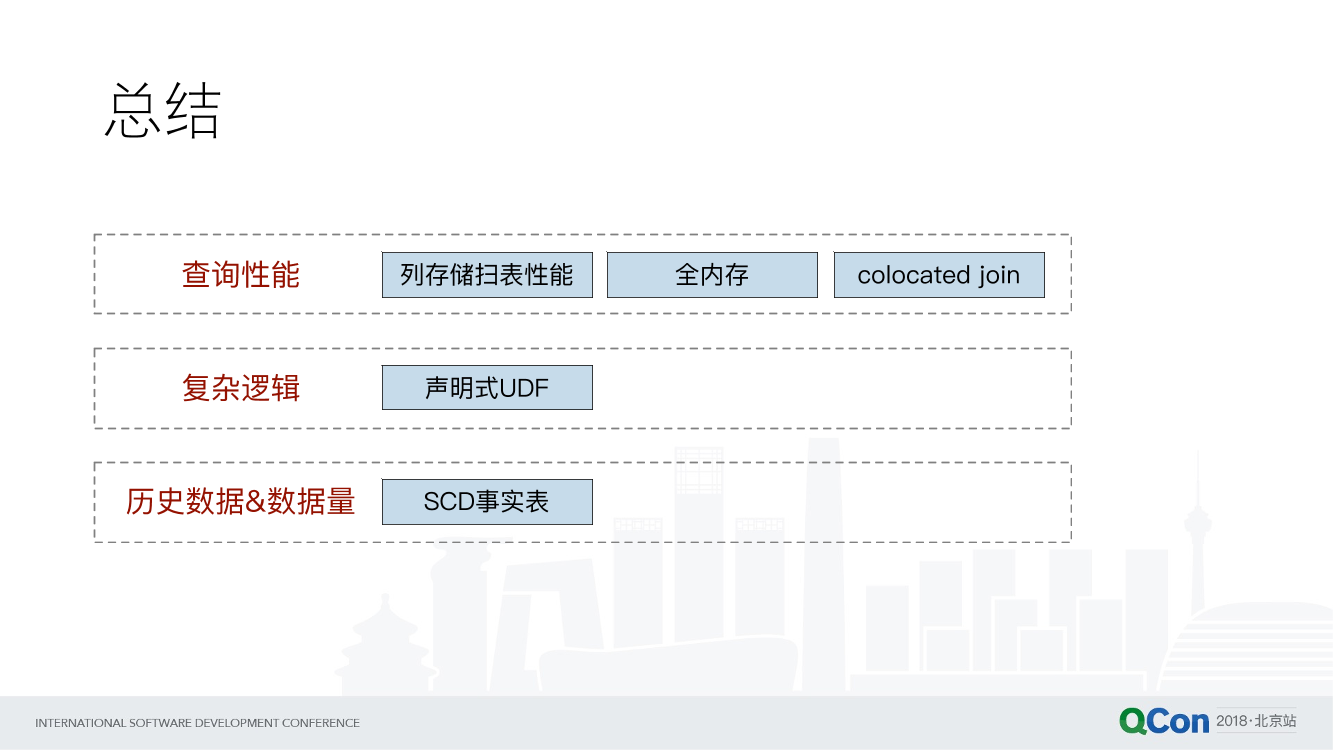 总结
查询性能 列存储扫表性能 全内存 colocated join
复杂逻辑 声明式UDF
历史数据&数据量 SCD事实表
INTERNATIONAL SOFTWARE DEVELOPMENT CONFERENCE QCon 2018·北京站